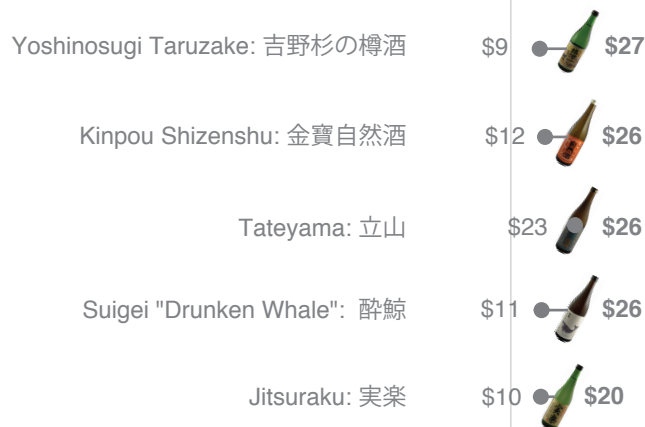 Yoshinosugi Taruzake: 吉野杉の樽酒 $9 $27
Kinpou Shizenshu: 金寶自然酒 $12 $26
Tateyama: 立山 $23 $26
Suigei "Drunken Whale": 酔鯨 $11 $26
Jitsuraku: 実楽 $10 $20